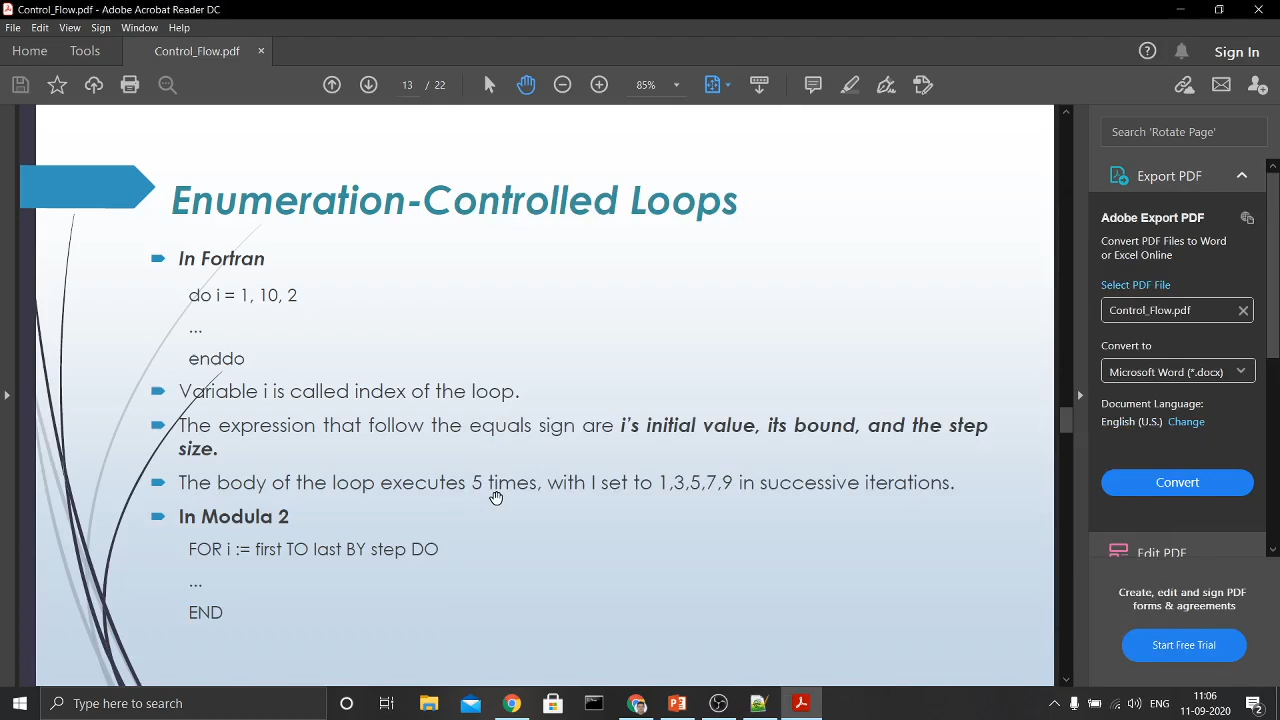 Control_Flow.pdf - Adobe Acrobat Reader DC
File Edit View Sign Window Help
Home Tools Control_Flow.pdf × Sign In
13 / 22 85%
Enumeration-Controlled Loops
In Fortran
do i = 1, 10, 2
...
enddo
Variable i is called index of the loop.
The expression that follow the equals sign are i's initial value, its bound, and the step
size.
The body of the loop executes 5 times, with I set to 1,3,5,7,9 in successive iterations.
In Modula 2
FOR i := first TO last BY step DO
...
END
Search 'Rotate Page'
Export PDF
Adobe Export PDF
Convert PDF Files to Word
or Excel Online
Select PDF File
Control_Flow.pdf
Convert to
Microsoft Word (*.docx)
Document Language:
English (U.S.) Change
Convert
Edit PDF
Create, edit and sign PDF
forms & agreements
Start Free Trial
Type here to search
ENG
11:06
11-09-2020
2